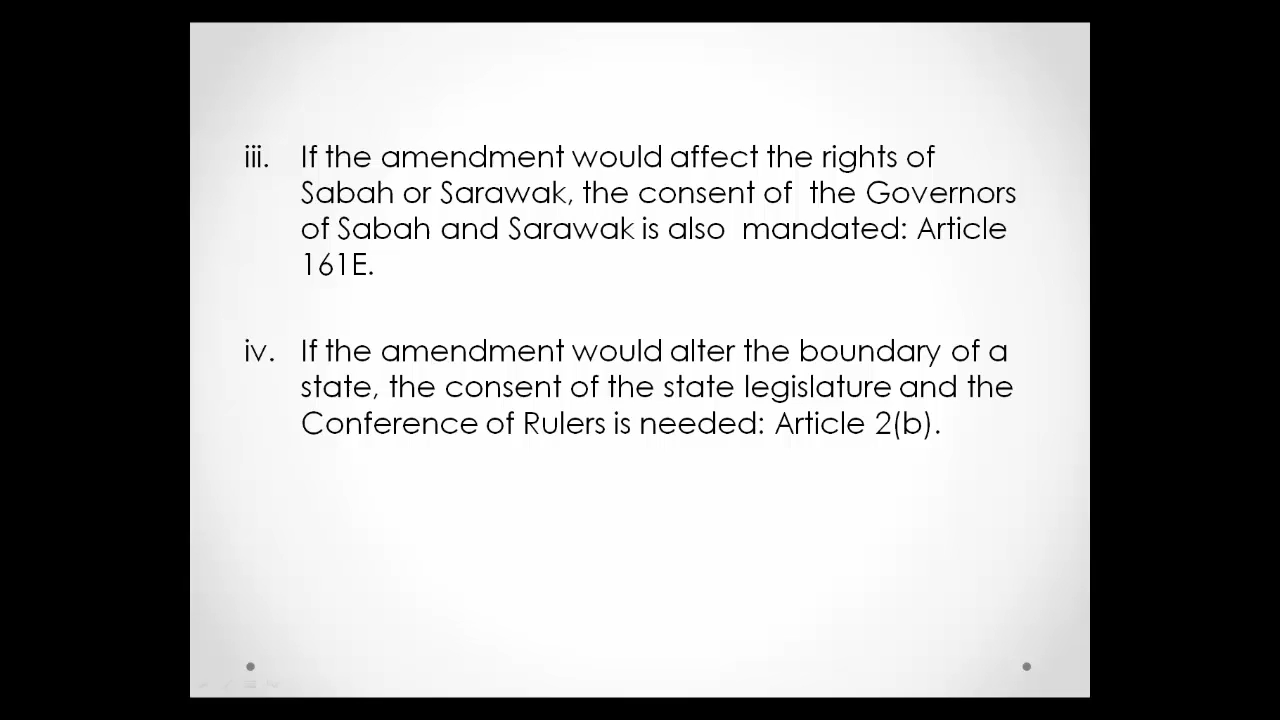 iii. If the amendment would affect the rights of
Sabah or Sarawak, the consent of the Governors
of Sabah and Sarawak is also mandated: Article
161E.
iv. If the amendment would alter the boundary of a
state, the consent of the state legislature and the
Conference of Rulers is needed: Article 2(b).